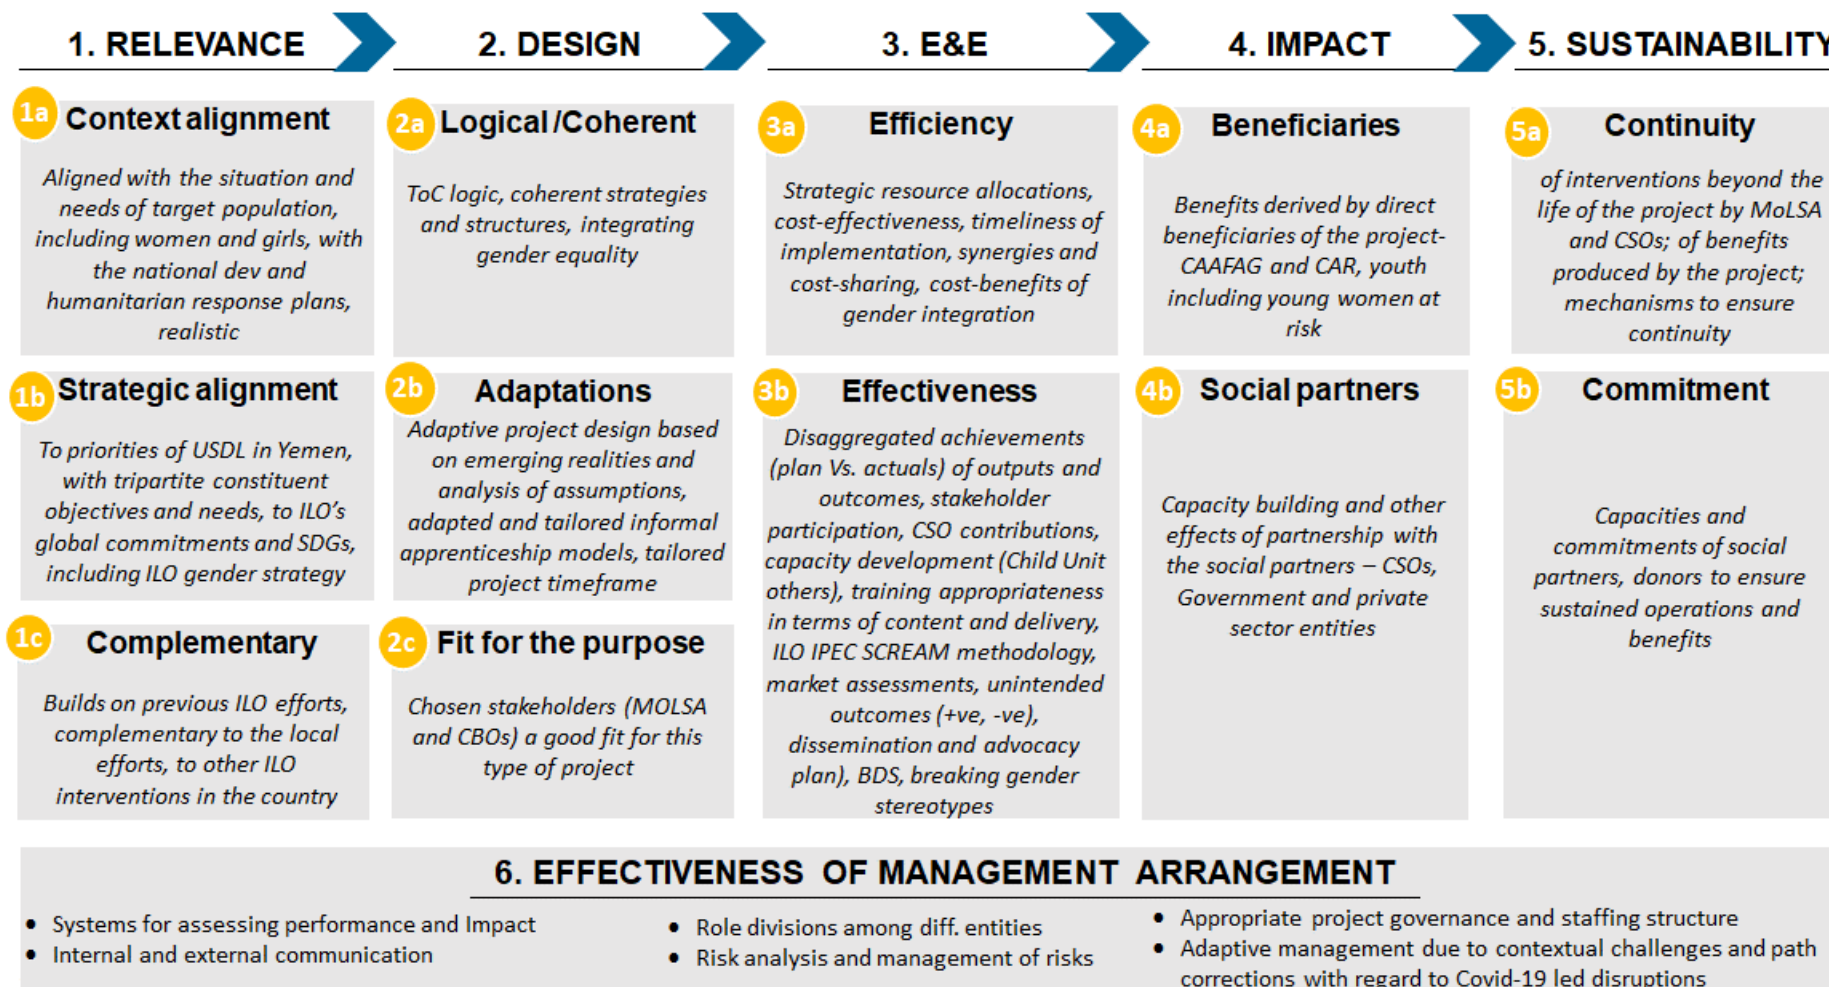 1. RELEVANCE
2. DESIGN
3. E&E
4. IMPACT
5. SUSTAINABILITY
1a
Context alignment
Aligned with the situation and
needs of target population,
including women and girls, with
the national dev and
humanitarian response plans,
realistic
1b
Strategic alignment
To priorities of USDL in Yemen,
with tripartite constituent
objectives and needs, to ILO's
global commitments and SDGs,
including ILO gender strategy
1c
Complementary
Builds on previous ILO efforts,
complementary to the local
efforts, to other ILO
interventions in the country
2a
Logical /Coherent
ToC logic, coherent strategies
and structures, integrating
gender equality
2b
Adaptations
Adaptive project design based
on emerging realities and
analysis of assumptions,
adapted and tailored informal
apprenticeship models, tailored
project timeframe
2c
Fit for the purpose
Chosen stakeholders (MOLSA
and CBOs) a good fit for this
type of project
3a
Efficiency
Strategic resource allocations,
cost-effectiveness, timeliness of
implementation, synergies and
cost-sharing, cost-benefits of
gender integration
3b
Effectiveness
Disaggregated achievements
(plan Vs. actuals) of outputs and
outcomes, stakeholder
participation, CSO contributions,
capacity development (Child Unit
others), training appropriateness
in terms of content and delivery,
ILO IPEC SCREAM methodology,
market assessments, unintended
outcomes (+ve, -ve),
dissemination and advocacy
plan), BDS, breaking gender
stereotypes
4a
Beneficiaries
Benefits derived by direct
beneficiaries of the project-
CAAFAG and CAR, youth
including young women at
risk
4b
Social partners
Capacity building and other
effects of partnership with
the social partners – CSOs,
Government and private
sector entities
5a
Continuity
of interventions beyond the
life of the project by MoLSA
and CSOs; of benefits
produced by the project;
mechanisms to ensure
continuity
5b
Commitment
Capacities and
commitments of social
partners, donors to ensure
sustained operations and
benefits
6. EFFECTIVENESS OF MANAGEMENT ARRANGEMENT
• Systems for assessing performance and Impact
• Internal and external communication
• Role divisions among diff. entities
• Risk analysis and management of risks
• Appropriate project governance and staffing structure
• Adaptive management due to contextual challenges and path
corrections with regard to Covid-19 led disruptions